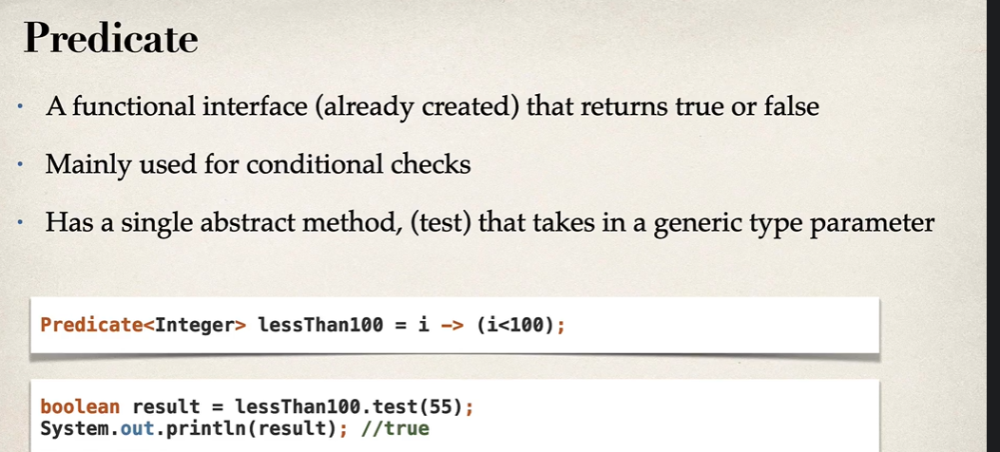 Predicate
· A functional interface (already created) that returns true or false
· Mainly used for conditional checks
· Has a single abstract method, (test) that takes in a generic type parameter
Predicate<Integer> lessThan100 = i -> (i<100);
boolean result = lessThan100.test(55);
System.out.println(result); //true